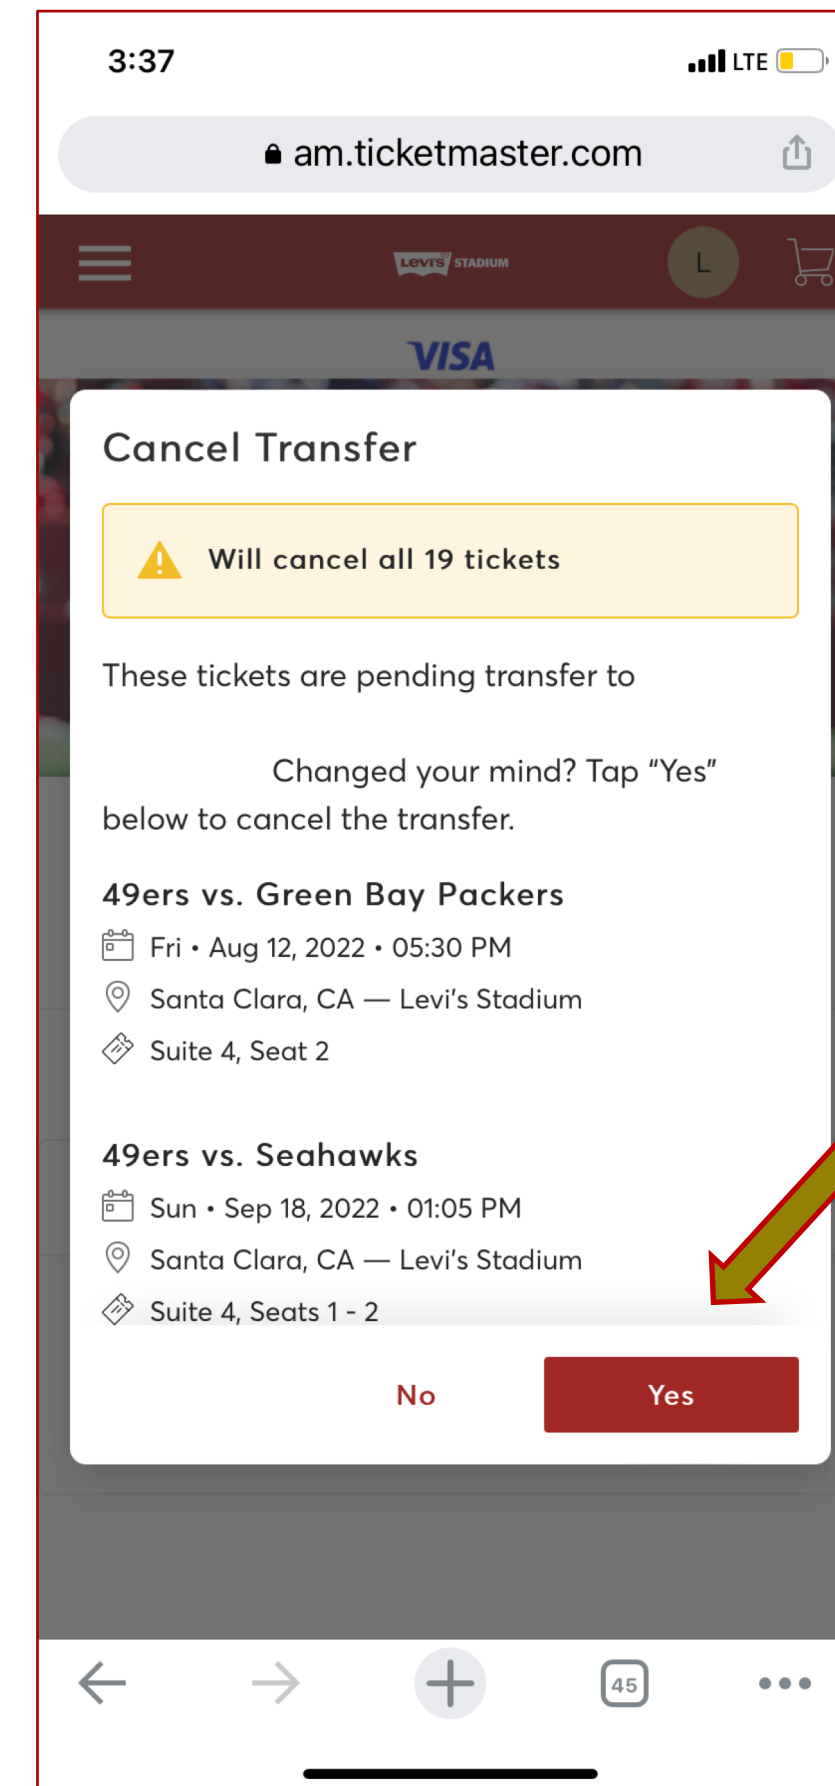 3:37
LTE
am.ticketmaster.com
LEVI'S STADIUM
L
VISA
Cancel Transfer
Will cancel all 19 tickets
These tickets are pending transfer to
Changed your mind? Tap “Yes”
below to cancel the transfer.
49ers vs. Green Bay Packers
Fri • Aug 12, 2022 • 05:30 PM
Santa Clara, CA — Levi's Stadium
Suite 4, Seat 2
49ers vs. Seahawks
Sun • Sep 18, 2022 • 01:05 PM
Santa Clara, CA — Levi's Stadium
Suite 4, Seats 1 - 2
No
Yes
45